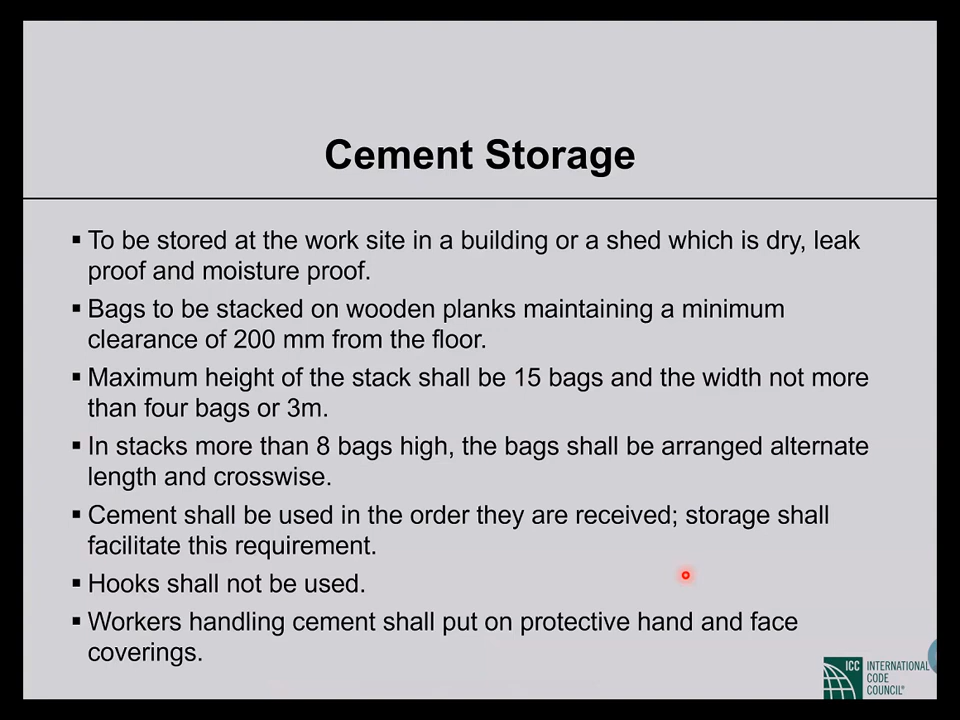 Cement Storage
▪ To be stored at the work site in a building or a shed which is dry, leak
proof and moisture proof.
▪ Bags to be stacked on wooden planks maintaining a minimum
clearance of 200 mm from the floor.
▪ Maximum height of the stack shall be 15 bags and the width not more
than four bags or 3m.
▪ In stacks more than 8 bags high, the bags shall be arranged alternate
length and crosswise.
▪ Cement shall be used in the order they are received; storage shall
facilitate this requirement.
▪ Hooks shall not be used.
▪ Workers handling cement shall put on protective hand and face
coverings.
ICC INTERNATIONAL
CODE
COUNCIL®